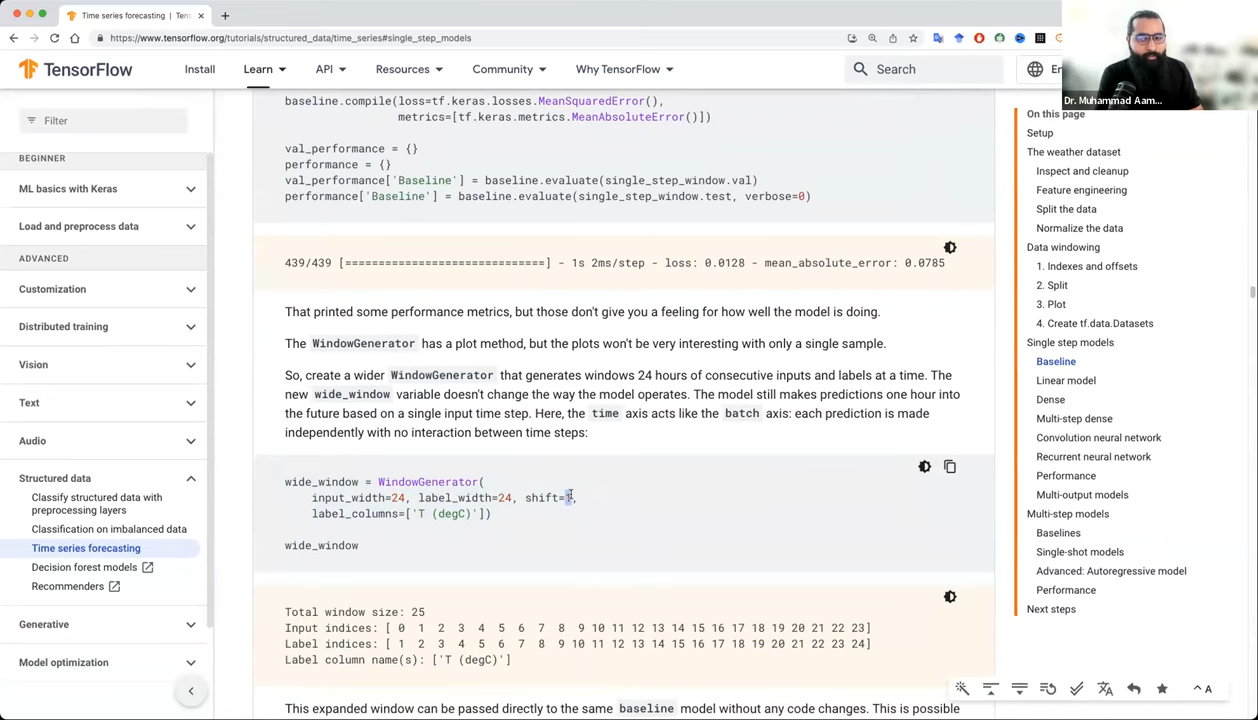 Time series forecasting | Tens
https://www.tensorflow.org/tutorials/structured_data/time_series#single_step_models
TensorFlow
Install
Learn
API
Resources
Community
Why TensorFlow
Search
En
Dr. Muhammad Aam...
Filter
BEGINNER
ML basics with Keras
Load and preprocess data
ADVANCED
Customization
Distributed training
Vision
Text
Audio
Structured data
Classify structured data with
preprocessing layers
Classification on imbalanced data
Time series forecasting
Decision forest models
Recommenders
Generative
Model optimization
baseline.compile(loss=tf.keras.losses.MeanSquaredError(),
metrics=[tf.keras.metrics.MeanAbsoluteError()])
val_performance = {}
performance = {}
val_performance['Baseline'] = baseline.evaluate(single_step_window.val)
performance['Baseline'] = baseline.evaluate(single_step_window.test, verbose=0)
439/439 [==============================] - 1s 2ms/step - loss: 0.0128 - mean_absolute_error: 0.0785
That printed some performance metrics, but those don't give you a feeling for how well the model is doing.
The WindowGenerator has a plot method, but the plots won't be very interesting with only a single sample.
So, create a wider WindowGenerator that generates windows 24 hours of consecutive inputs and labels at a time. The
new wide_window variable doesn't change the way the model operates. The model still makes predictions one hour into
the future based on a single input time step. Here, the time axis acts like the batch axis: each prediction is made
independently with no interaction between time steps:
wide_window = WindowGenerator(
input_width=24, label_width=24, shift=1,
label_columns=['T (degC)'])
wide_window
Total window size: 25
Input indices: [ 0 1 2 3 4 5 6 7 8 9 10 11 12 13 14 15 16 17 18 19 20 21 22 23]
Label indices: [ 1 2 3 4 5 6 7 8 9 10 11 12 13 14 15 16 17 18 19 20 21 22 23 24]
Label column name(s): ['T (degC)']
This expanded window can be passed directly to the same baseline model without any code changes. This is possible
On this page
Setup
The weather dataset
Inspect and cleanup
Feature engineering
Split the data
Normalize the data
Data windowing
1. Indexes and offsets
2. Split
3. Plot
4. Create tf.data.Datasets
Single step models
Baseline
Linear model
Dense
Multi-step dense
Convolution neural network
Recurrent neural network
Performance
Multi-output models
Multi-step models
Baselines
Single-shot models
Advanced: Autoregressive model
Performance
Next steps
A